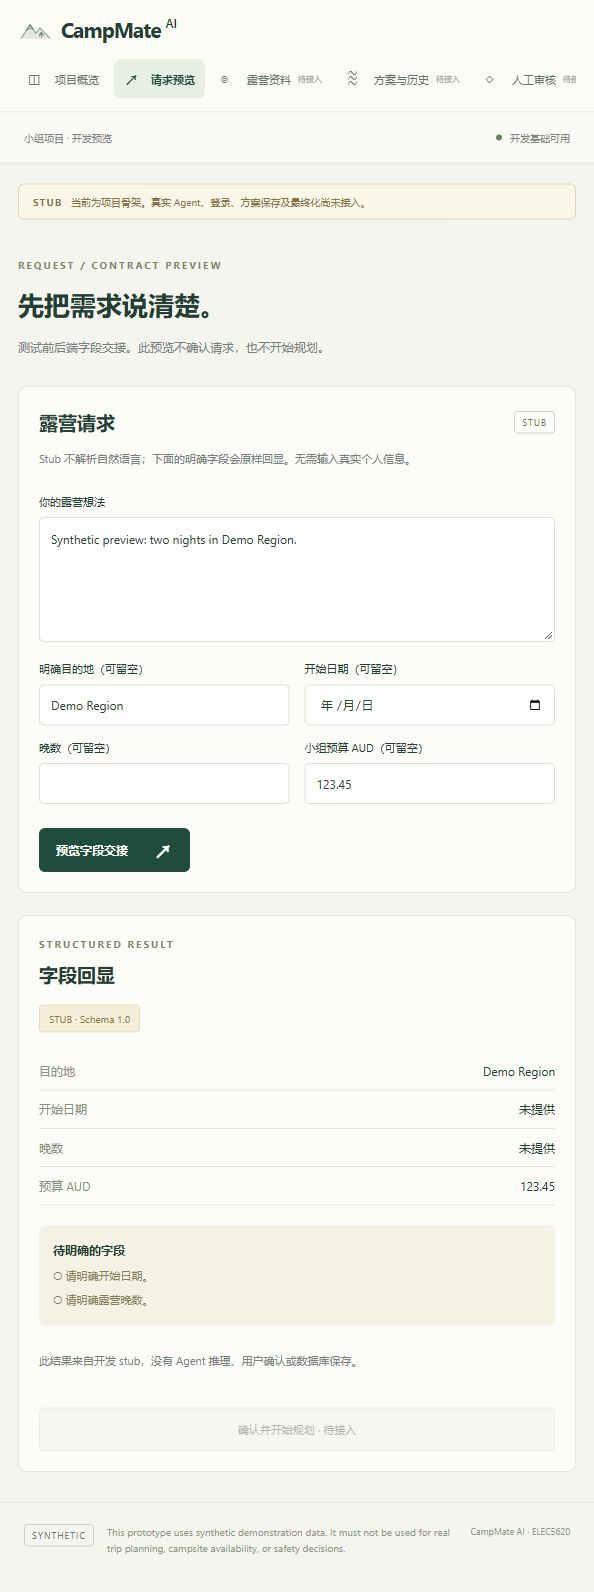 CampMate AI
项目概览
请求预览
露营资料 待接入
方案与历史 待接入
人工审核
小组项目 · 开发预览
开发基础可用
STUB 当前为项目骨架。真实 Agent、登录、方案保存及最终化尚未接入。
REQUEST / CONTRACT PREVIEW
先把需求说清楚。
测试前后端字段交接。此预览不确认请求，也不开始规划。
露营请求
STUB
Stub 不解析自然语言；下面的明确字段会原样回显。无需输入真实个人信息。
你的露营想法
Synthetic preview: two nights in Demo Region.
明确目的地（可留空）
开始日期（可留空）
Demo Region
年 /月/日
晚数（可留空）
小组预算 AUD（可留空）
123.45
预览字段交接
STRUCTURED RESULT
字段回显
STUB · Schema 1.0
目的地 Demo Region
开始日期 未提供
晚数 未提供
预算 AUD 123.45
待明确的字段
请明确开始日期。
请明确露营晚数。
此结果来自开发 stub，没有 Agent 推理、用户确认或数据库保存。
确认并开始规划 · 待接入
SYNTHETIC
This prototype uses synthetic demonstration data. It must not be used for real
trip planning, campsite availability, or safety decisions.
CampMate AI · ELEC5620